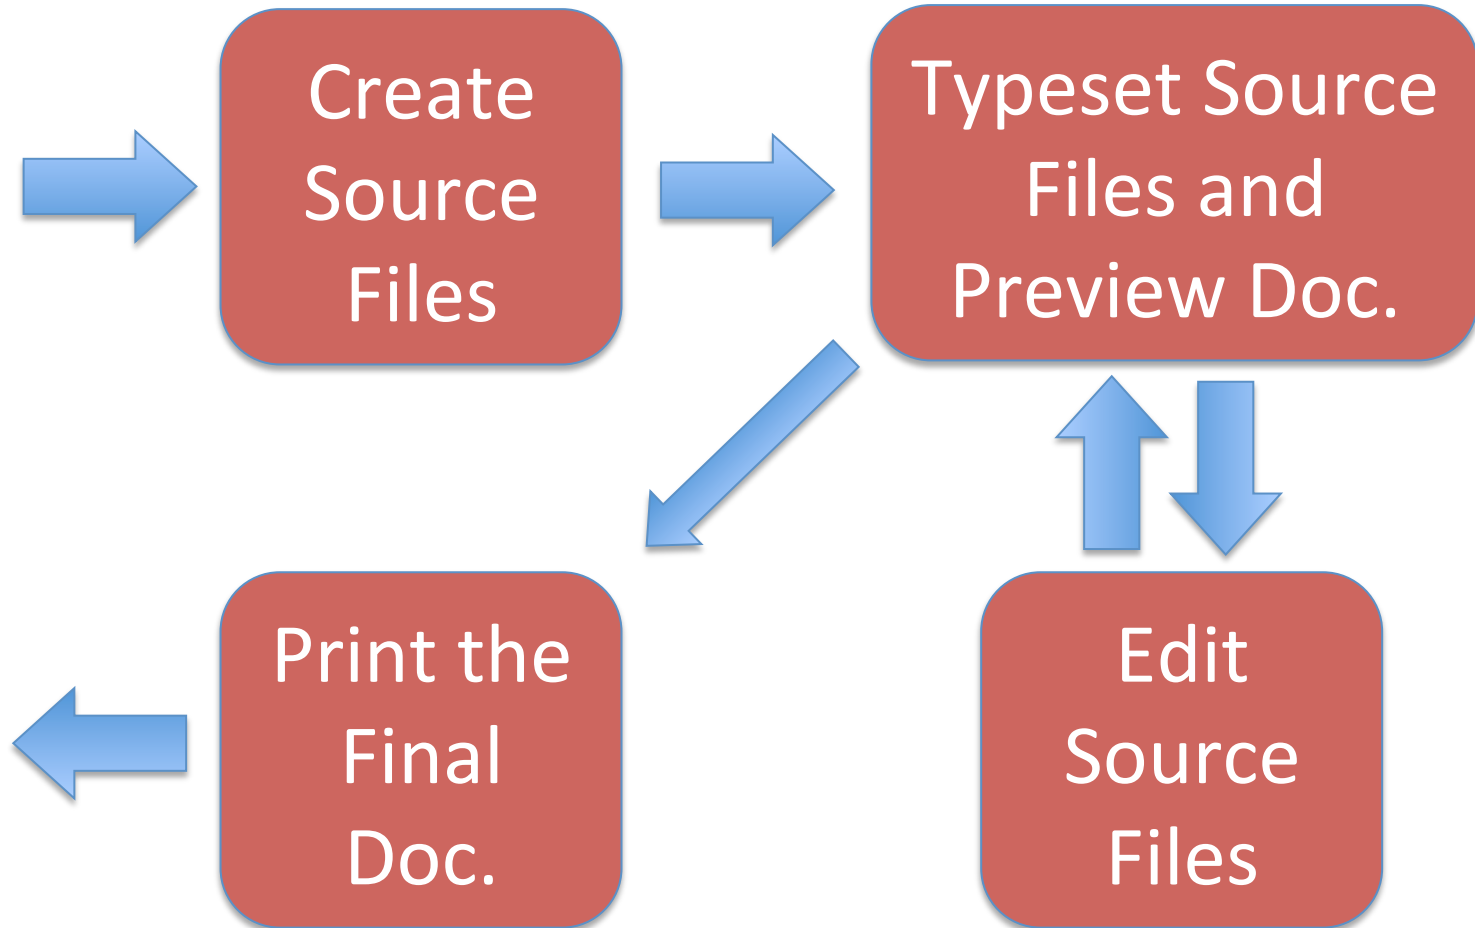 Create
Source
Files
Typeset Source
Files and
Preview Doc.
Print the
Final
Doc.
Edit
Source
Files